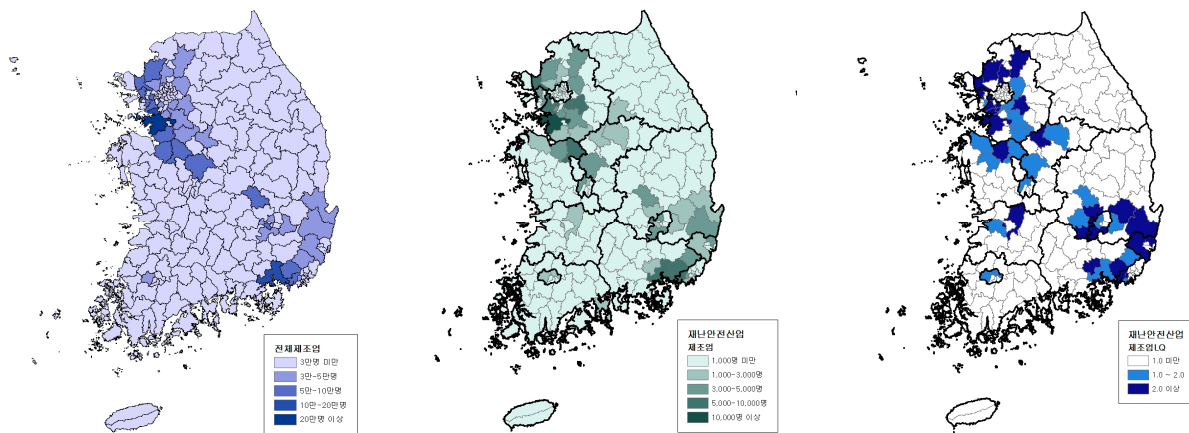 전체제조업
3만명 미만
3만-5만명
5만-10만명
10만-20만명
20만명 이상
재난안전산업
제조업
1,000명 미만
1,000-3,000명
3,000-5,000명
5,000-10,000명
10,000명 이상
재난안전산업
제조업LQ
1.0 미만
1.0 ~ 2.0
2.0 이상